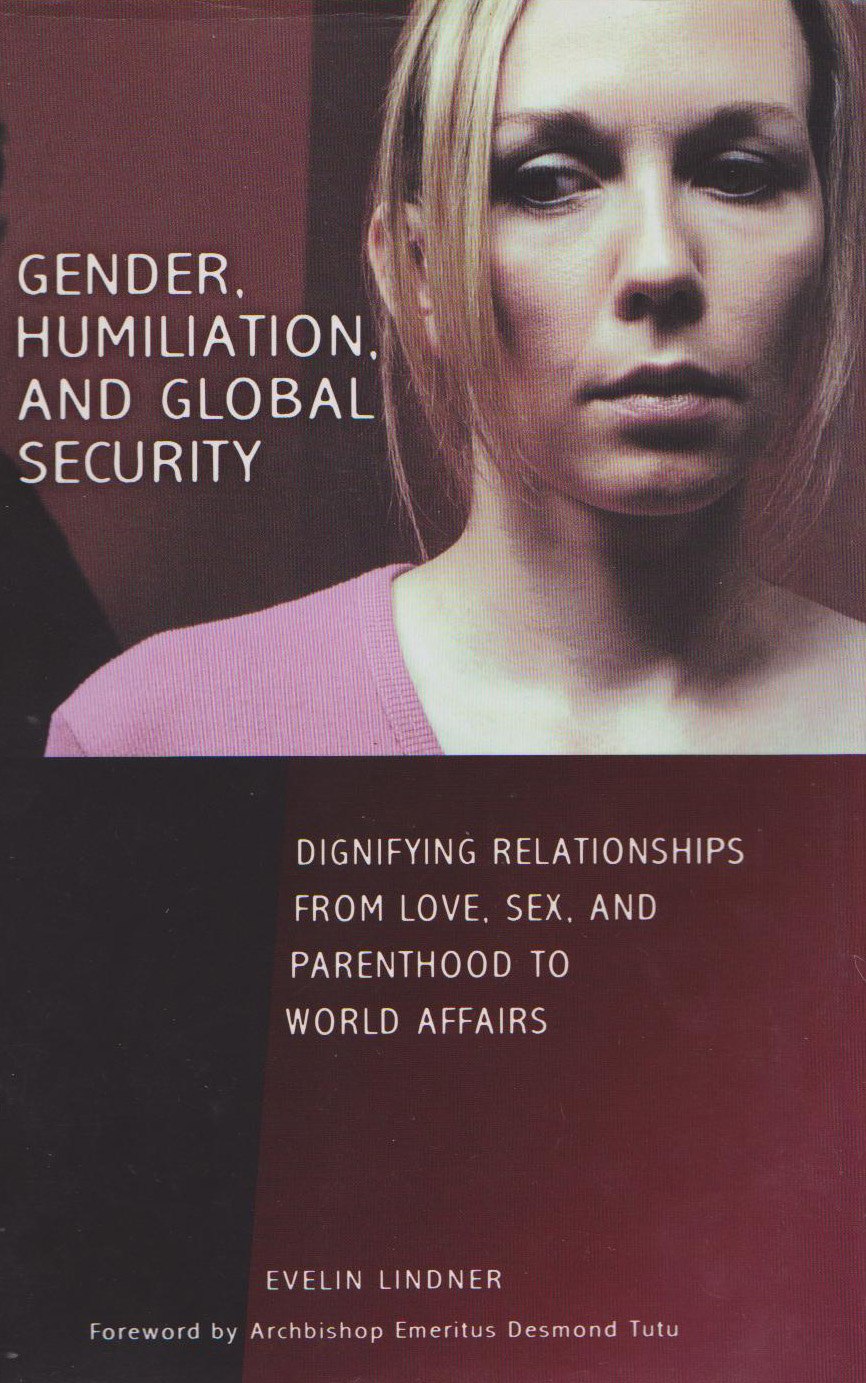 GENDER,
HUMILIATION,
AND GLOBAL
SECURITY
DIGNIFYING RELATIONSHIPS
FROM LOVE, SEX, AND
PARENTHOOD TO
WORLD AFFAIRS
EVELIN LINDNER
Foreword by Archbishop Emeritus Desmond Tutu